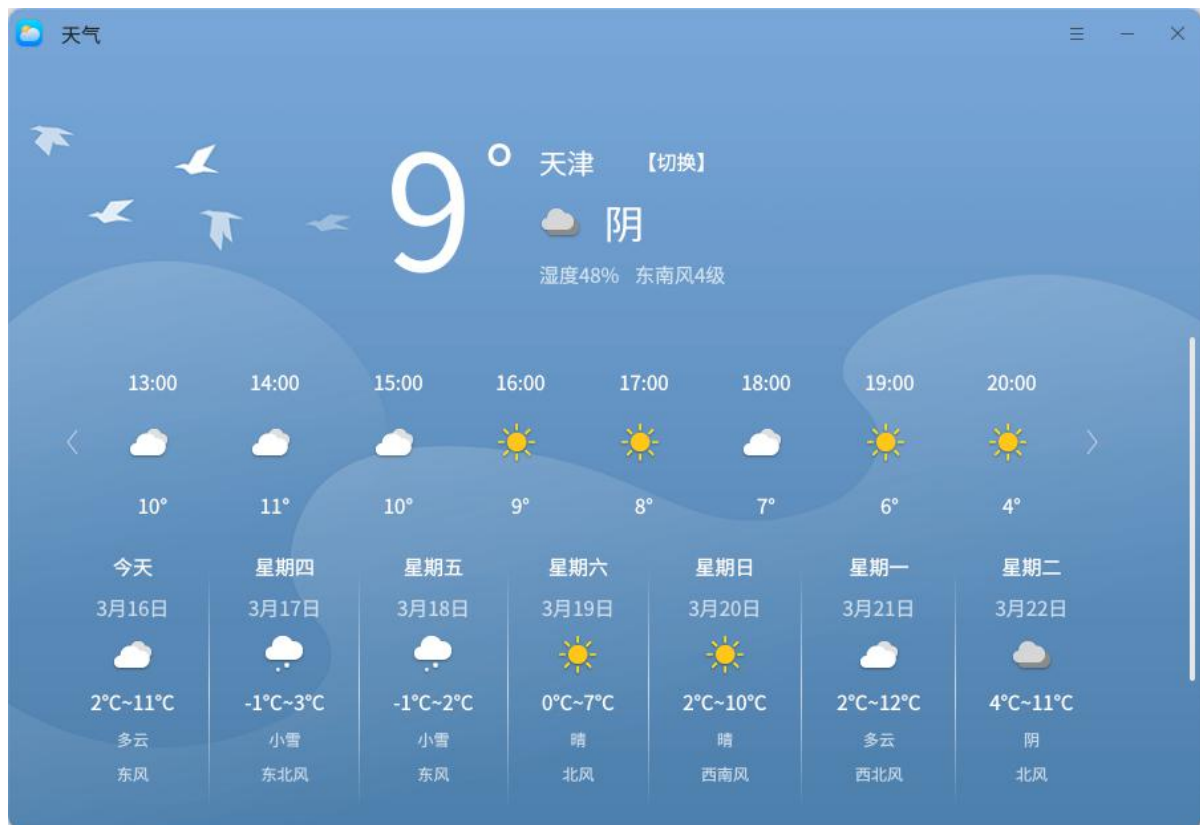 天气
9°
天津 【切换】
阴
湿度48% 东南风4级
13:00 14:00 15:00 16:00 17:00 18:00 19:00 20:00
10° 11° 10° 9° 8° 7° 6° 4°
今天 星期四 星期五 星期六 星期日 星期一 星期二
3月16日 3月17日 3月18日 3月19日 3月20日 3月21日 3月22日
2°C~11°C -1°C~3°C -1°C~2°C 0°C~7°C 2°C~10°C 2°C~12°C 4°C~11°C
多云 小雪 小雪 晴 晴 多云 阴
东风 东北风 东风 北风 西南风 西北风 北风